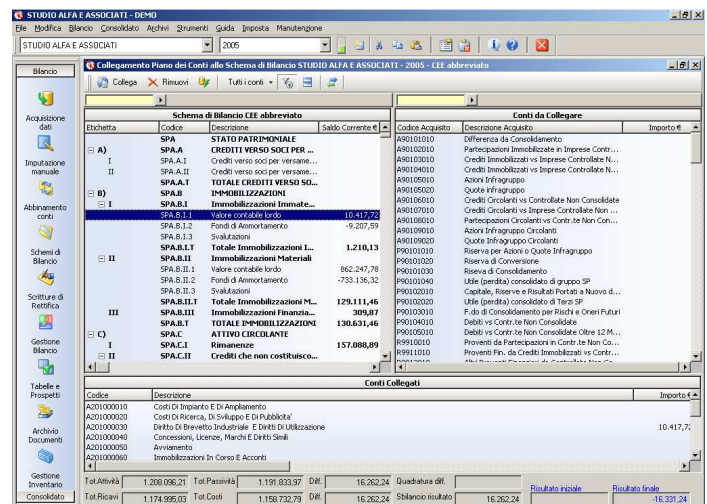 STUDIO ALFA E ASSOCIATI - DEMO
File Modifica Bilancio Consolidato Archivi Strumenti Guida Imposta Manutenzione
STUDIO ALFA E ASSOCIATI 2005
Bilancio
Acquisizione dati
Imputazione manuale
Abbinamento conti
Schemi di Bilancio
Scritture di Rettifica
Gestione Bilancio
Tabelle e Prospetti
Archivio Documenti
Gestione Inventario
Consolidato
Collegamento Piano dei Conti allo Schema di Bilancio STUDIO ALFA E ASSOCIATI - 2005 - CEE abbreviato
Collega Rimuovi Tutti i conti
Schema di Bilancio CEE abbreviato
Etichetta Codice Descrizione Saldo Corrente €
SPA STATO PATRIMONIALE
A) SPA.A CREDITI VERSO SOCI PER...
I SPA.A.I Crediti verso soci per versame...
II SPA.A.II Crediti verso soci per versame...
SPA.A.T TOTALE CREDITI VERSO SO...
B) SPA.B IMMOBILIZZAZIONI
I SPA.B.I Immobilizzazioni Immate...
SPA.B.I.1 Valore contabile lordo 10.417,72
SPA.B.I.2 Fondi di Ammortamento -9.207,59
SPA.B.I.3 Svalutazioni
SPA.B.I.T Totale Immobilizzazioni I... 1.210,13
II SPA.B.II Immobilizzazioni Materiali
SPA.B.II.1 Valore contabile lordo 862.247,78
SPA.B.II.2 Fondi di Ammortamento -733.136,32
SPA.B.II.3 Svalutazioni
SPA.B.II.T Totale Immobilizzazioni M... 129.111,46
III SPA.B.III Immobilizzazioni Finanzia... 309,87
SPA.B.T TOTALE IMMOBILIZZAZIONI 130.631,46
C) SPA.C ATTIVO CIRCOLANTE
I SPA.C.I Rimanenze 157.088,89
II SPA.C.II Crediti che non costituisco...
Conti da Collegare
Codice Acquisito Descrizione Acquisito Importo €
A90101010 Differenza da Consolidamento
A90102010 Partecipazioni Immobilizzate in Imprese Contr...
A90103010 Crediti Immobilizzati vs Imprese Controllate N...
A90104010 Crediti Immobilizzati vs Imprese Controllate N...
A90105010 Azioni Infragruppo
A90105020 Quote infragruppo
A90106010 Crediti Circolanti vs Controllate Non Consolidate
A90107010 Crediti Circolanti vs Imprese Controllate Non ...
A90108010 Partecipazioni Circolanti vs Contr.te Non Con...
A90109010 Azioni Infragruppo Circolanti
A90109020 Quote Infragruppo Circolanti
P90101010 Riserva per Azioni o Quote Infragruppo
P90101020 Riserva di Conversione
P90101030 Riseva di Consolidamento
P90101040 Utile (perdita) consolidato di gruppo SP
P90102010 Capitale, Riserve e Risultati Portati a Nuovo d...
P90102020 Utile (perdita) consolidato di Terzi SP
P90103010 F.do di Consolidamento per Rischi e Oneri Futuri
P90104010 Debiti vs Contr.te Non Consolidate
P90105010 Debiti vs Contr.te Non Consolidate Oltre 12 M...
R9910010 Proventi da Partecipazioni in Contr.te Non Co...
R9911010 Proventi Fin. da Crediti Immobilizzati vs Contr...
Conti Collegati
Codice Descrizione Importo €
A201000010 Costi Di Impianto E Di Ampliamento
A201000020 Costi Di Ricerca, Di Sviluppo E Di Pubblicita'
A201000030 Diritto Di Brevetto Industriale E Diritti Di Utilizzazione 10.417,72
A201000040 Concessioni, Licenze, Marchi E Diritti Simili
A201000050 Avviamento
A201000060 Immobilizzazioni In Corso E Acconti
Tot.Attività 1.208.096,21 Tot.Passività 1.191.833,97 Diff. 16.262,24 Quadratura diff. Risultato iniziale Risultato finale
Tot.Ricavi 1.174.995,03 Tot.Costi 1.158.732,79 Diff. 16.262,24 Sbilancio risultato 16.262,24 -16.331,24